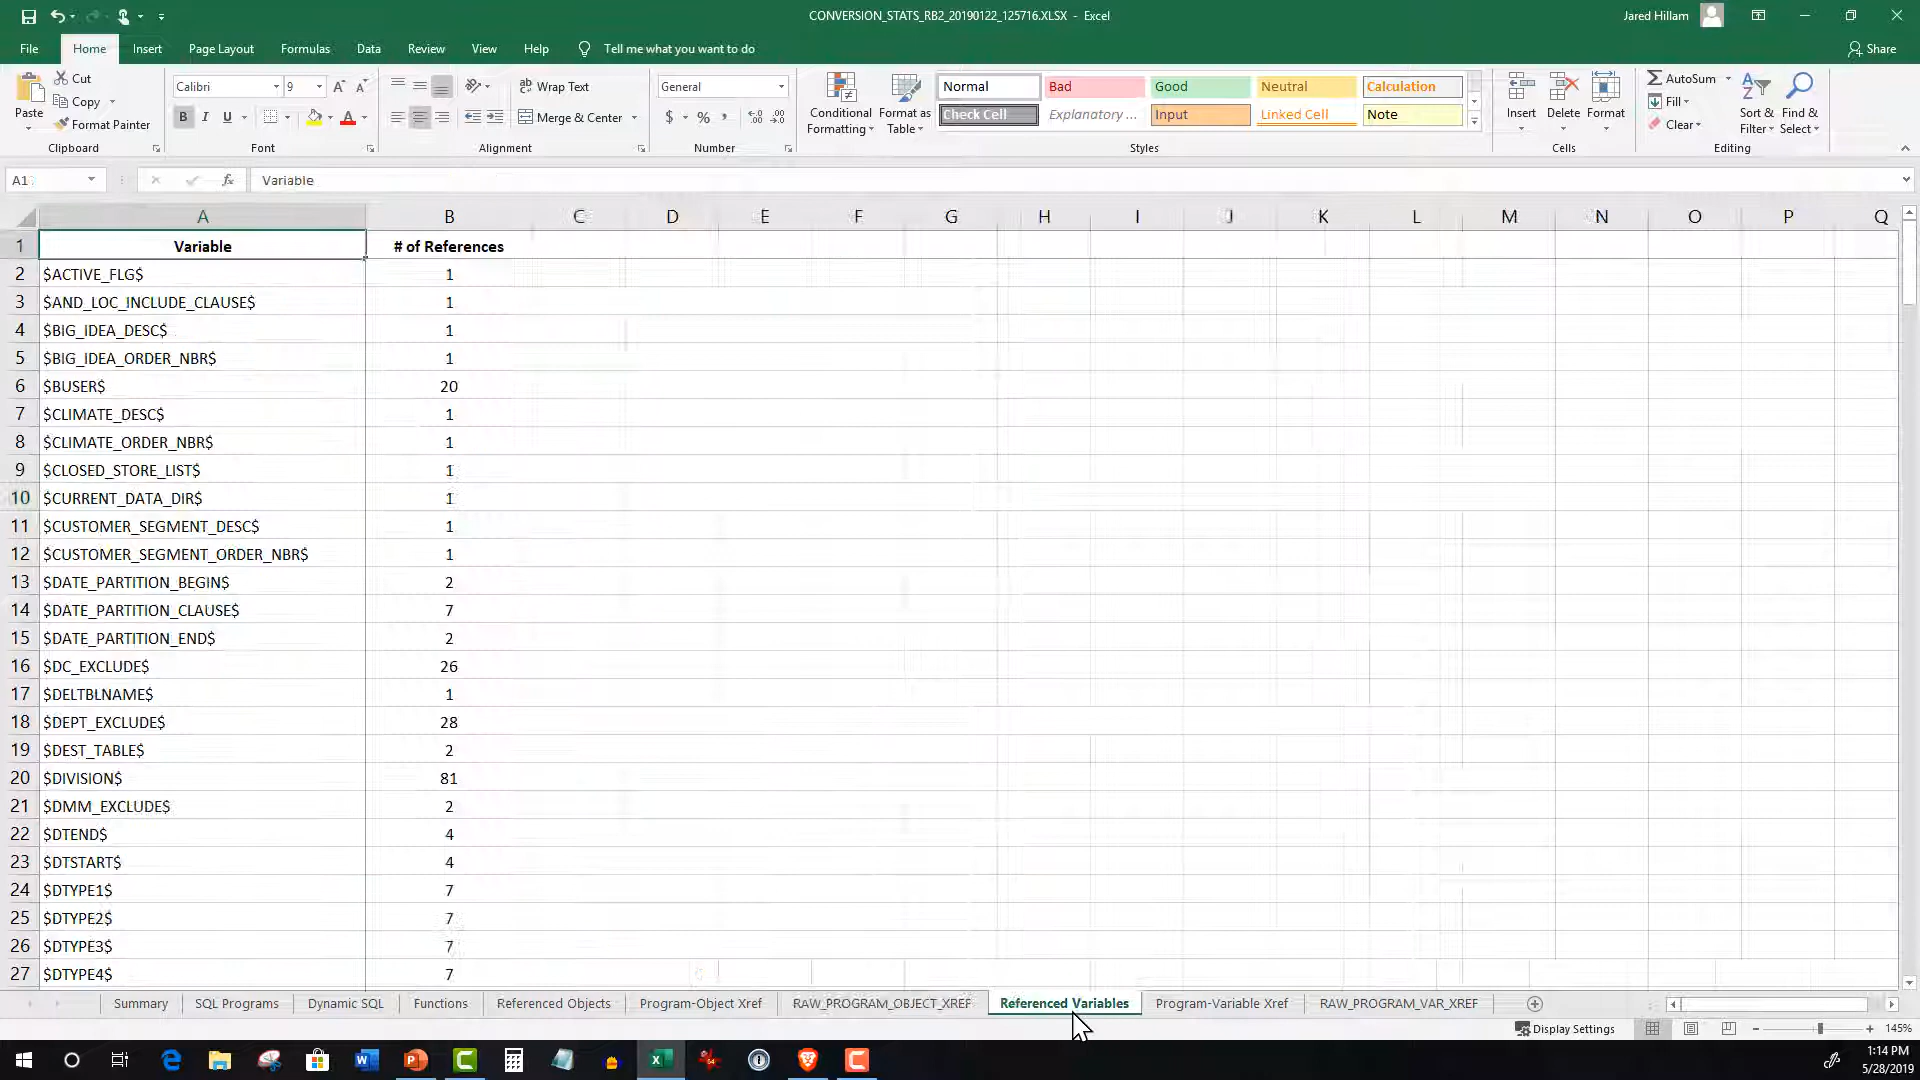 CONVERSION_STATS_RB2_20190122_125716.XLSX - Excel
Jared Hillam
File Home Insert Page Layout Formulas Data Review View Help Tell me what you want to do Share
Paste
Cut
Copy
Format Painter
Clipboard
Calibri 9
B I U
Font
Wrap Text
Merge & Center
Alignment
General
$ % ,
Number
Conditional Formatting
Format as Table
Normal Bad Good Neutral Calculation
Check Cell Explanatory ... Input Linked Cell Note
Styles
Insert Delete Format
Cells
AutoSum
Fill
Clear
Sort & Filter
Find & Select
Editing
A1 fx Variable
A B C D E F G H I J K L M N O P Q
1 Variable # of References
2 $ACTIVE_FLG$ 1
3 $AND_LOC_INCLUDE_CLAUSE$ 1
4 $BIG_IDEA_DESC$ 1
5 $BIG_IDEA_ORDER_NBR$ 1
6 $BUSER$ 20
7 $CLIMATE_DESC$ 1
8 $CLIMATE_ORDER_NBR$ 1
9 $CLOSED_STORE_LIST$ 1
10 $CURRENT_DATA_DIR$ 1
11 $CUSTOMER_SEGMENT_DESC$ 1
12 $CUSTOMER_SEGMENT_ORDER_NBR$ 1
13 $DATE_PARTITION_BEGIN$ 2
14 $DATE_PARTITION_CLAUSE$ 7
15 $DATE_PARTITION_END$ 2
16 $DC_EXCLUDE$ 26
17 $DELTBLNAME$ 1
18 $DEPT_EXCLUDE$ 28
19 $DEST_TABLE$ 2
20 $DIVISION$ 81
21 $DMM_EXCLUDE$ 2
22 $DTEND$ 4
23 $DTSTART$ 4
24 $DTYPE1$ 7
25 $DTYPE2$ 7
26 $DTYPE3$ 7
27 $DTYPE4$ 7
Summary SQL Programs Dynamic SQL Functions Referenced Objects Program-Object Xref RAW_PROGRAM_OBJECT_XREF Referenced Variables Program-Variable Xref RAW_PROGRAM_VAR_XREF
Display Settings 145%
1:14 PM
5/28/2019